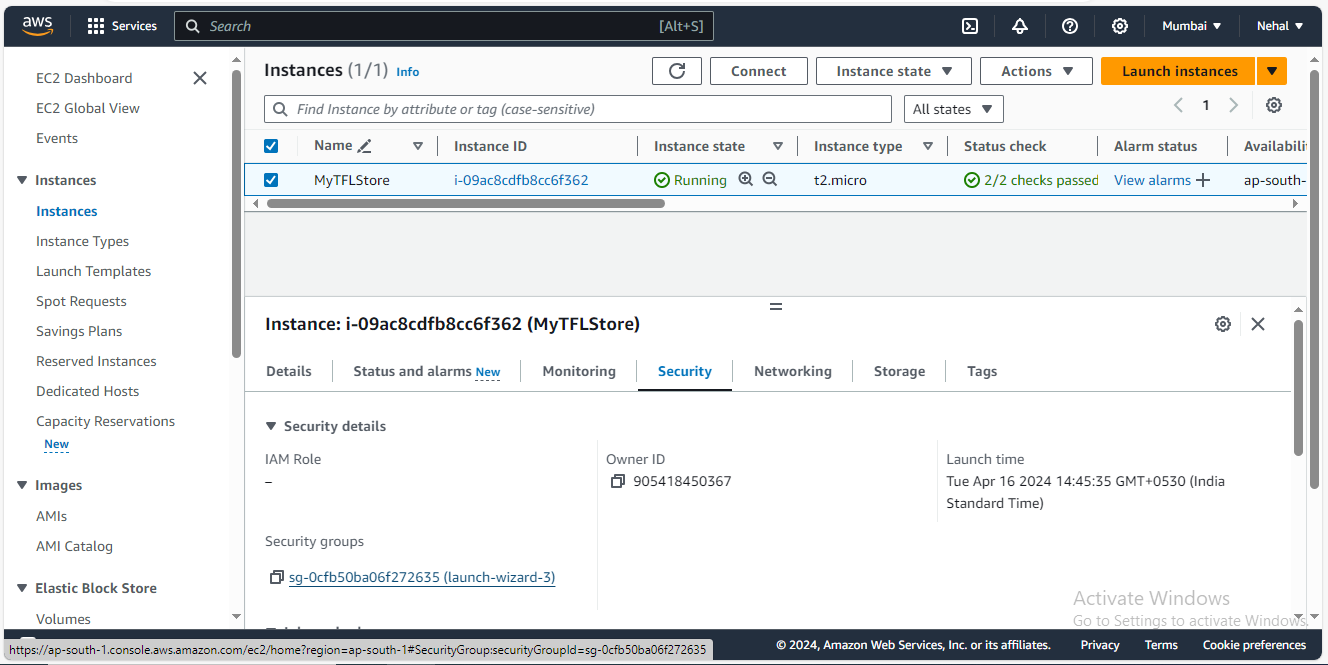 aws Services Search [Alt+S] Mumbai Nehal
EC2 Dashboard
EC2 Global View
Events
Instances
Instances
Instance Types
Launch Templates
Spot Requests
Savings Plans
Reserved Instances
Dedicated Hosts
Capacity Reservations
New
Images
AMIs
AMI Catalog
Elastic Block Store
Volumes
Instances (1/1) Info Connect Instance state Actions Launch instances
Find Instance by attribute or tag (case-sensitive) All states 1
Name Instance ID Instance state Instance type Status check Alarm status Availabili
MyTFLStore i-09ac8cdfb8cc6f362 Running t2.micro 2/2 checks passed View alarms ap-south-
Instance: i-09ac8cdfb8cc6f362 (MyTFLStore)
Details Status and alarms New Monitoring Security Networking Storage Tags
Security details
IAM Role Owner ID Launch time
– 905418450367 Tue Apr 16 2024 14:45:35 GMT+0530 (India
Standard Time)
Security groups
sg-0cfb50ba06f272635 (launch-wizard-3)
Activate Windows
Go to Settings to activate Windows.
© 2024, Amazon Web Services, Inc. or its affiliates. Privacy Terms Cookie preferences
https://ap-south-1.console.aws.amazon.com/ec2/home?region=ap-south-1#SecurityGroup:securityGroupId=sg-0cfb50ba06f272635